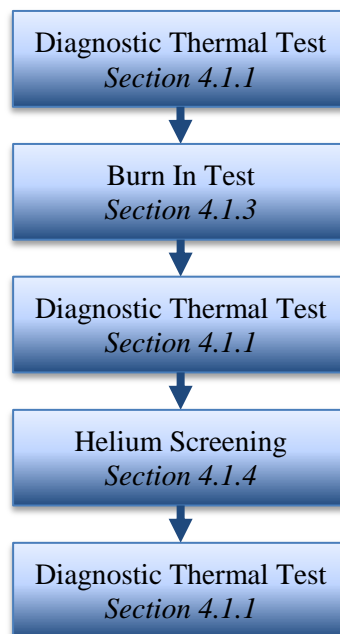 Diagnostic Thermal Test
Section 4.1.1
Burn In Test
Section 4.1.3
Diagnostic Thermal Test
Section 4.1.1
Helium Screening
Section 4.1.4
Diagnostic Thermal Test
Section 4.1.1